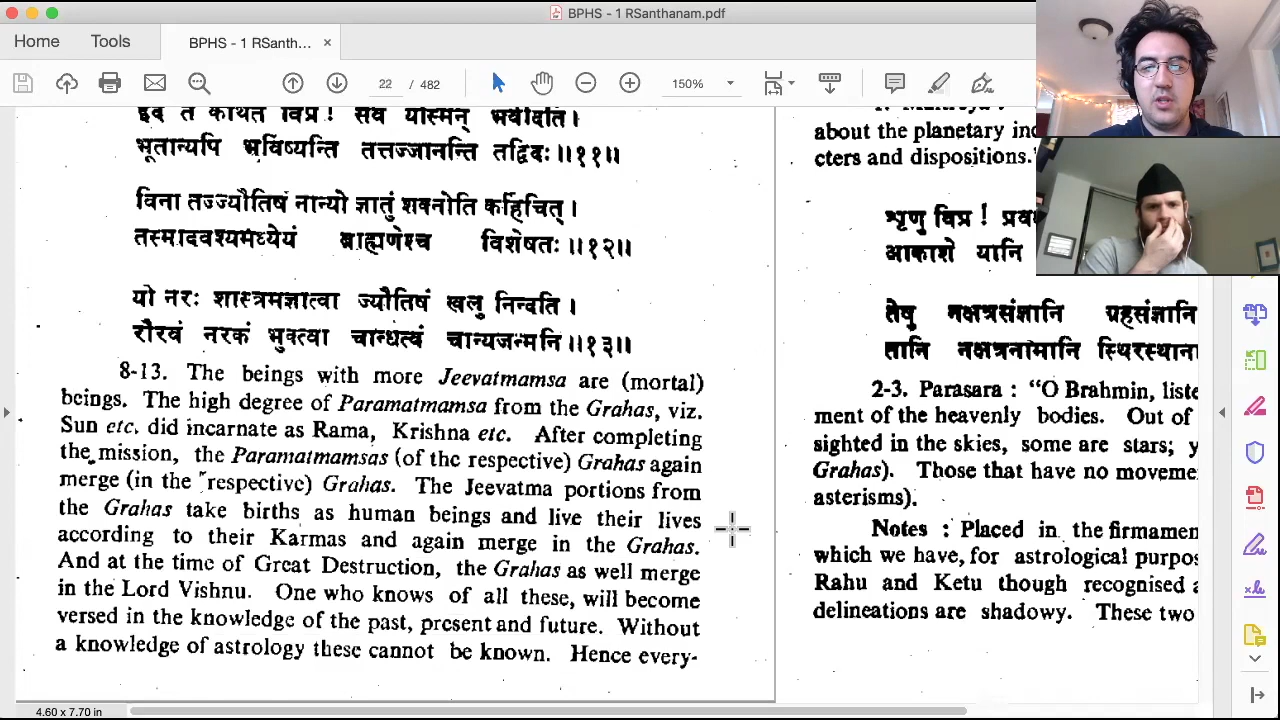 BPHS - 1 RSanthanam.pdf
Home Tools BPHS - 1 RSanth... ×
22 / 482 150%
भूतान्यपि भविष्यन्ति तत्तज्जानन्ति तद्विदः॥११॥
विना तज्ज्यौतिषं नान्यो ज्ञातुं शक्नोति कर्हिचित् ।
तस्मादवश्यमध्येयं ब्राह्मणेश्च विशेषतः॥१२॥
यो नरः शास्त्रमज्ञात्वा ज्यौतिषं खलु निन्दति ।
रौरवं नरकं भुक्त्वा चान्धत्वं चान्यजन्मनि॥१३॥
8-13. The beings with more Jeevatmamsa are (mortal)
beings. The high degree of Paramatmamsa from the Grahas, viz.
Sun etc. did incarnate as Rama, Krishna etc. After completing
the mission, the Paramatmamsas (of the respective) Grahas again
merge (in the respective) Grahas. The Jeevatma portions from
the Grahas take births as human beings and live their lives
according to their Karmas and again merge in the Grahas.
And at the time of Great Destruction, the Grahas as well merge
in the Lord Vishnu. One who knows of all these, will become
versed in the knowledge of the past, present and future. Without
a knowledge of astrology these cannot be known. Hence every-
about the planetary inc
cters and dispositions.'
शृणु विप्र !
आकाशे यानि
तेषु नक्षत्रसंज्ञानि ग्रहसंज्ञानि
तानि नक्षत्रनामानि
2-3. Parasara : "O Brahmin, liste
ment of the heavenly bodies. Out of
sighted in the skies, some are stars; y
Grahas). Those that have no moveme
asterisms).
Notes : Placed in the firmamen
which we have, for astrological purpos
Rahu and Ketu though recognised a
delineations are shadowy. These two
4.60 x 7.70 in